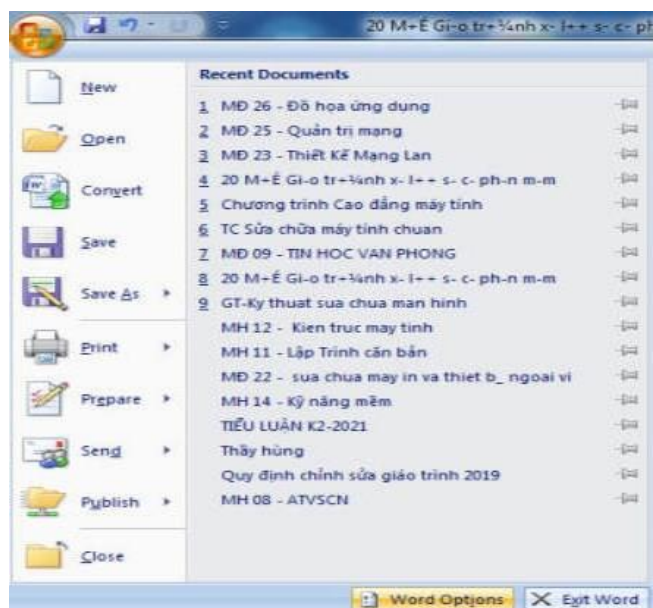 20 M+É Gi-o tr+¾nh x- l++ s- c- ph
New
Open
Convert
Save
Save As
Print
Prepare
Send
Publish
Close
Recent Documents
1 MĐ 26 - Đồ họa ứng dụng
2 MĐ 25 - Quản trị mạng
3 MĐ 23 - Thiết Kế Mạng Lan
4 20 M+É Gi-o tr+¾nh x- l++ s- c- ph-n m-m
5 Chương trình Cao đẳng máy tính
6 TC Sửa chữa máy tính chuan
7 MĐ 09 - TIN HOC VAN PHONG
8 20 M+É Gi-o tr+¾nh x- l++ s- c- ph-n m-m
9 GT-Ky thuat sua chua man hinh
MH 12 - Kien truc may tinh
MH 11 - Lập Trình căn bản
MĐ 22 - sua chua may in va thiet b_ ngoai vi
MH 14 - Kỹ năng mềm
TIỂU LUẬN K2-2021
Thầy hùng
Quy định chỉnh sửa giáo trình 2019
MH 08 - ATVSCN
Word Options
Exit Word